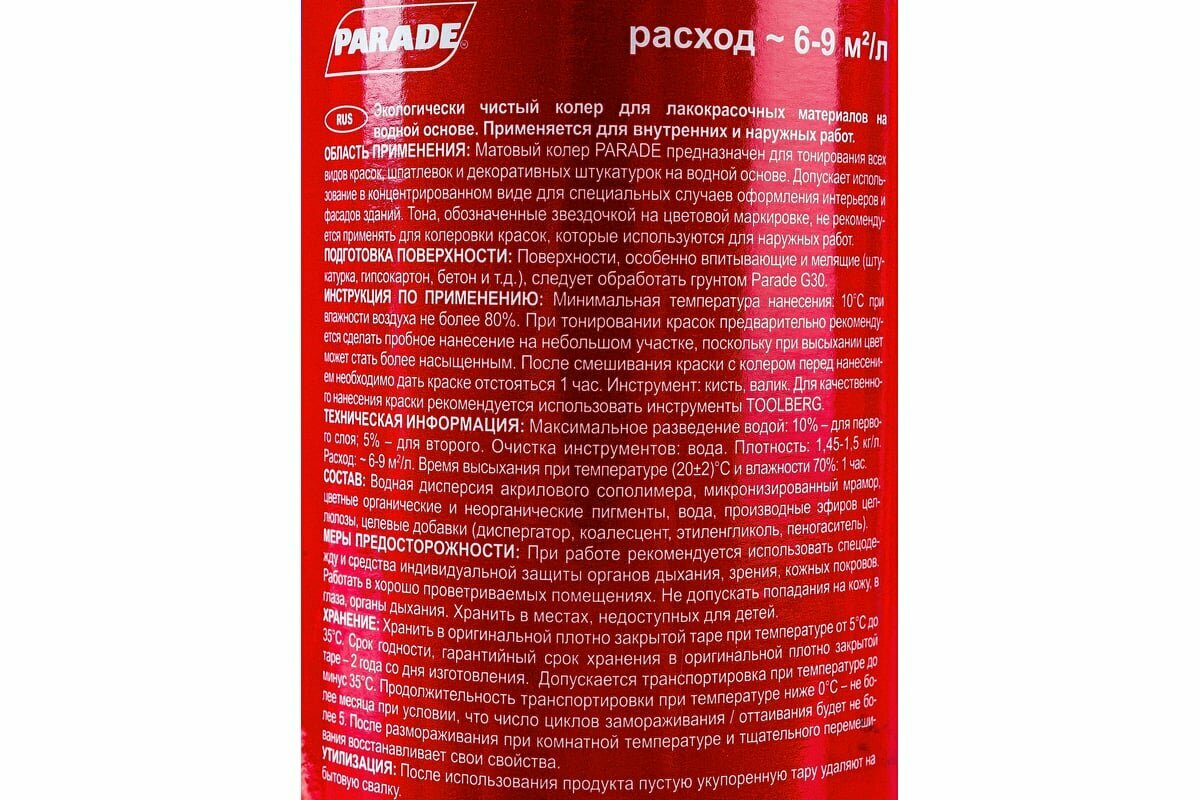 PARADE
расход ~ 6-9 м²/л
RUS
Экологически чистый колер для лакокрасочных материалов на
водной основе. Применяется для внутренних и наружных работ.
ОБЛАСТЬ ПРИМЕНЕНИЯ: Матовый колер PARADE предназначен для тонирования всех
видов красок, шпатлевок и декоративных штукатурок на водной основе. Допускает исполь-
зование в концентрированном виде для специальных случаев оформления интерьеров и
фасадов зданий. Тона, обозначенные звездочкой на цветовой маркировке, не рекоменду-
ется применять для колеровки красок, которые используются для наружных работ.
ПОДГОТОВКА ПОВЕРХНОСТИ: Поверхности, особенно впитывающие и мелящие (шту-
катурка, гипсокартон, бетон и т.д.), следует обработать грунтом Parade G30.
ИНСТРУКЦИЯ ПО ПРИМЕНЕНИЮ: Минимальная температура нанесения: 10°С при
влажности воздуха не более 80%. При тонировании красок предварительно рекоменду-
ется сделать пробное нанесение на небольшом участке, поскольку при высыхании цвет
может стать более насыщенным. После смешивания краски с колером перед нанесени-
ем необходимо дать краске отстояться 1 час. Инструмент: кисть, валик. Для качественно-
го нанесения краски рекомендуется использовать инструменты TOOLBERG.
ТЕХНИЧЕСКАЯ ИНФОРМАЦИЯ: Максимальное разведение водой: 10% – для перво-
го слоя; 5% – для второго. Очистка инструментов: вода. Плотность: 1,45-1,5 кг/л.
Расход: ~ 6-9 м²/л. Время высыхания при температуре (20±2)°С и влажности 70%: 1 час.
СОСТАВ: Водная дисперсия акрилового сополимера, микронизированный мрамор,
цветные органические и неорганические пигменты, вода, производные эфиров цел-
люлозы, целевые добавки (диспергатор, коалесцент, этиленгликоль, пеногаситель).
МЕРЫ ПРЕДОСТОРОЖНОСТИ: При работе рекомендуется использовать спецоде-
жду и средства индивидуальной защиты органов дыхания, зрения, кожных покровов.
Работать в хорошо проветриваемых помещениях. Не допускать попадания на кожу, в
глаза, органы дыхания. Хранить в местах, недоступных для детей.
ХРАНЕНИЕ: Хранить в оригинальной плотно закрытой таре при температуре от 5°С до
35°С. Срок годности, гарантийный срок хранения в оригинальной плотно закрытой
таре – 2 года со дня изготовления. Допускается транспортировка при температуре до
минус 35°С. Продолжительность транспортировки при температуре ниже 0°С – не бо-
лее месяца при условии, что число циклов замораживания / оттаивания будет не бо-
лее 5. После размораживания при комнатной температуре и тщательного перемеши-
вания восстанавливает свои свойства.
УТИЛИЗАЦИЯ: После использования продукта пустую укупоренную тару удаляют на
бытовую свалку.